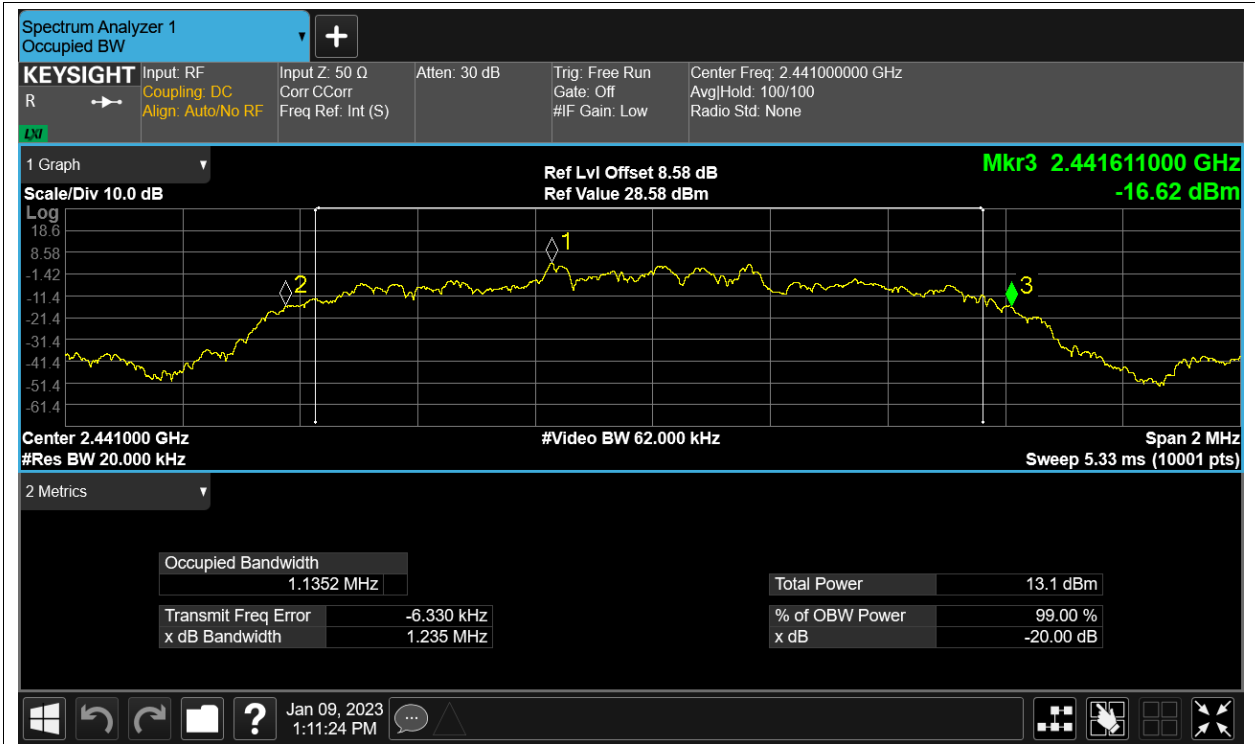 Spectrum Analyzer 1
Occupied BW
KEYSIGHT
R
LXI
Input: RF
Coupling: DC
Align: Auto/No RF
Input Z: 50 Ω
Corr CCorr
Freq Ref: Int (S)
Atten: 30 dB
Trig: Free Run
Gate: Off
#IF Gain: Low
Center Freq: 2.441000000 GHz
Avg|Hold: 100/100
Radio Std: None
1 Graph
Scale/Div 10.0 dB
Ref Lvl Offset 8.58 dB
Ref Value 28.58 dBm
Mkr3 2.441611000 GHz
-16.62 dBm
Log
18.6
8.58
-1.42
-11.4
-21.4
-31.4
-41.4
-51.4
-61.4
1
2
3
Center 2.441000 GHz
#Video BW 62.000 kHz
Span 2 MHz
#Res BW 20.000 kHz
Sweep 5.33 ms (10001 pts)
2 Metrics
Occupied Bandwidth
1.1352 MHz
Transmit Freq Error -6.330 kHz
x dB Bandwidth 1.235 MHz
Total Power 13.1 dBm
% of OBW Power 99.00 %
x dB -20.00 dB
?
Jan 09, 2023
1:11:24 PM